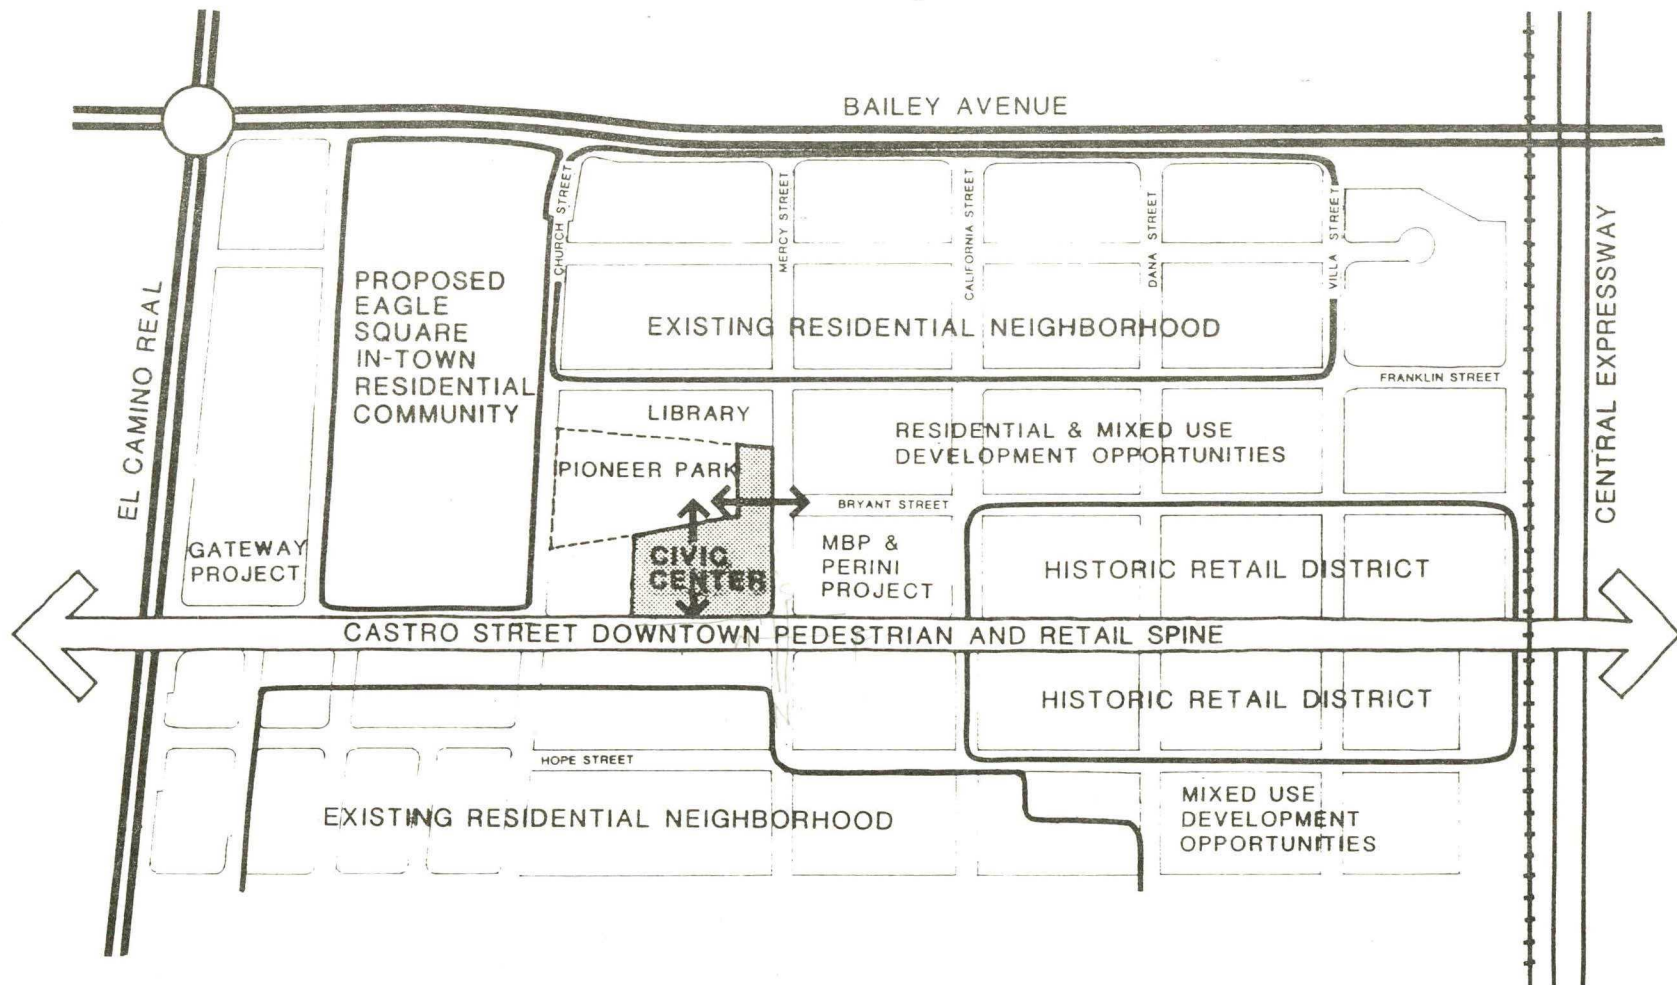 BAILEY AVENUE
EL CAMINO REAL
CENTRAL EXPRESSWAY
CHURCH STREET
MERCY STREET
CALIFORNIA STREET
DANA STREET
VILLA STREET
PROPOSED
EAGLE
SQUARE
IN-TOWN
RESIDENTIAL
COMMUNITY
EXISTING RESIDENTIAL NEIGHBORHOOD
FRANKLIN STREET
LIBRARY
RESIDENTIAL & MIXED USE
DEVELOPMENT OPPORTUNITIES
PIONEER PARK
BRYANT STREET
GATEWAY
PROJECT
CIVIC
CENTER
MBP &
PERINI
PROJECT
HISTORIC RETAIL DISTRICT
CASTRO STREET DOWNTOWN PEDESTRIAN AND RETAIL SPINE
HISTORIC RETAIL DISTRICT
HOPE STREET
EXISTING RESIDENTIAL NEIGHBORHOOD
MIXED USE
DEVELOPMENT
OPPORTUNITIES